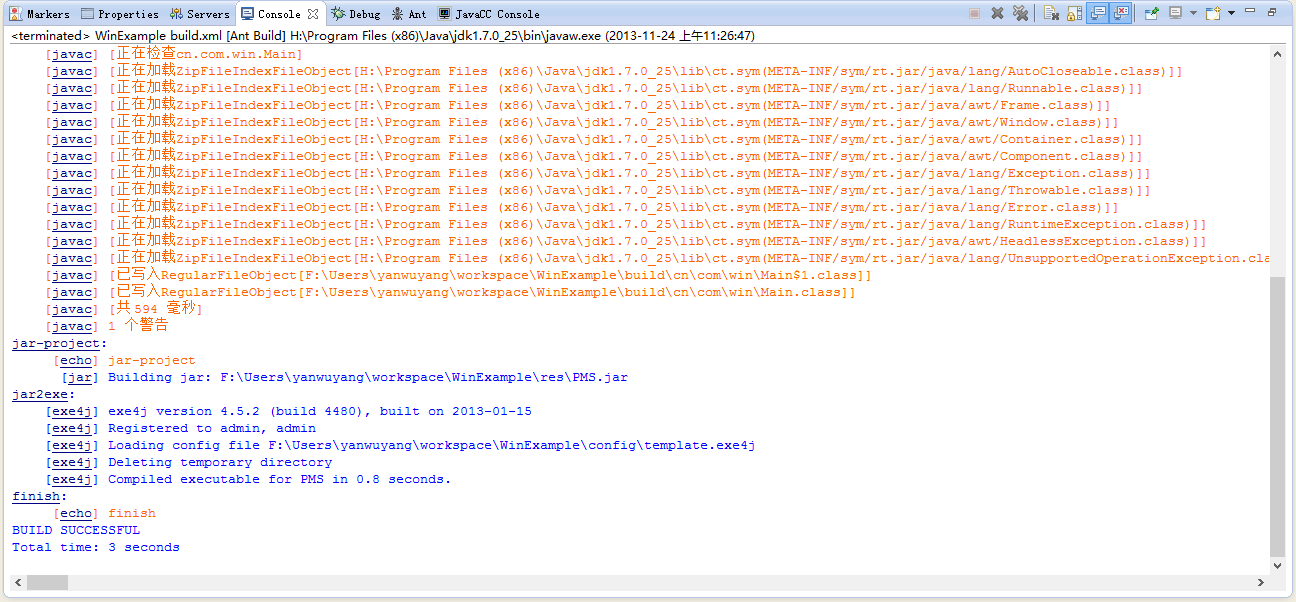 Markers Properties Servers Console Debug Ant JavaCC Console
<terminated> WinExample build.xml [Ant Build] H:\Program Files (x86)\Java\jdk1.7.0_25\bin\javaw.exe (2013-11-24 上午11:26:47)
[javac] [正在检查cn.com.win.Main]
[javac] [正在加载ZipFileIndexFileObject[H:\Program Files (x86)\Java\jdk1.7.0_25\lib\ct.sym(META-INF/sym/rt.jar/java/lang/AutoCloseable.class)]]
[javac] [正在加载ZipFileIndexFileObject[H:\Program Files (x86)\Java\jdk1.7.0_25\lib\ct.sym(META-INF/sym/rt.jar/java/lang/Runnable.class)]]
[javac] [正在加载ZipFileIndexFileObject[H:\Program Files (x86)\Java\jdk1.7.0_25\lib\ct.sym(META-INF/sym/rt.jar/java/awt/Frame.class)]]
[javac] [正在加载ZipFileIndexFileObject[H:\Program Files (x86)\Java\jdk1.7.0_25\lib\ct.sym(META-INF/sym/rt.jar/java/awt/Window.class)]]
[javac] [正在加载ZipFileIndexFileObject[H:\Program Files (x86)\Java\jdk1.7.0_25\lib\ct.sym(META-INF/sym/rt.jar/java/awt/Container.class)]]
[javac] [正在加载ZipFileIndexFileObject[H:\Program Files (x86)\Java\jdk1.7.0_25\lib\ct.sym(META-INF/sym/rt.jar/java/awt/Component.class)]]
[javac] [正在加载ZipFileIndexFileObject[H:\Program Files (x86)\Java\jdk1.7.0_25\lib\ct.sym(META-INF/sym/rt.jar/java/lang/Exception.class)]]
[javac] [正在加载ZipFileIndexFileObject[H:\Program Files (x86)\Java\jdk1.7.0_25\lib\ct.sym(META-INF/sym/rt.jar/java/lang/Throwable.class)]]
[javac] [正在加载ZipFileIndexFileObject[H:\Program Files (x86)\Java\jdk1.7.0_25\lib\ct.sym(META-INF/sym/rt.jar/java/lang/Error.class)]]
[javac] [正在加载ZipFileIndexFileObject[H:\Program Files (x86)\Java\jdk1.7.0_25\lib\ct.sym(META-INF/sym/rt.jar/java/lang/RuntimeException.class)]]
[javac] [正在加载ZipFileIndexFileObject[H:\Program Files (x86)\Java\jdk1.7.0_25\lib\ct.sym(META-INF/sym/rt.jar/java/awt/HeadlessException.class)]]
[javac] [正在加载ZipFileIndexFileObject[H:\Program Files (x86)\Java\jdk1.7.0_25\lib\ct.sym(META-INF/sym/rt.jar/java/lang/UnsupportedOperationException.cla
[javac] [已写入RegularFileObject[F:\Users\yanwuyang\workspace\WinExample\build\cn\com\win\Main$1.class]]
[javac] [已写入RegularFileObject[F:\Users\yanwuyang\workspace\WinExample\build\cn\com\win\Main.class]]
[javac] [共 594 毫秒]
[javac] 1 个警告
jar-project:
[echo] jar-project
[jar] Building jar: F:\Users\yanwuyang\workspace\WinExample\res\PMS.jar
jar2exe:
[exe4j] exe4j version 4.5.2 (build 4480), built on 2013-01-15
[exe4j] Registered to admin, admin
[exe4j] Loading config file F:\Users\yanwuyang\workspace\WinExample\config\template.exe4j
[exe4j] Deleting temporary directory
[exe4j] Compiled executable for PMS in 0.8 seconds.
finish:
[echo] finish
BUILD SUCCESSFUL
Total time: 3 seconds